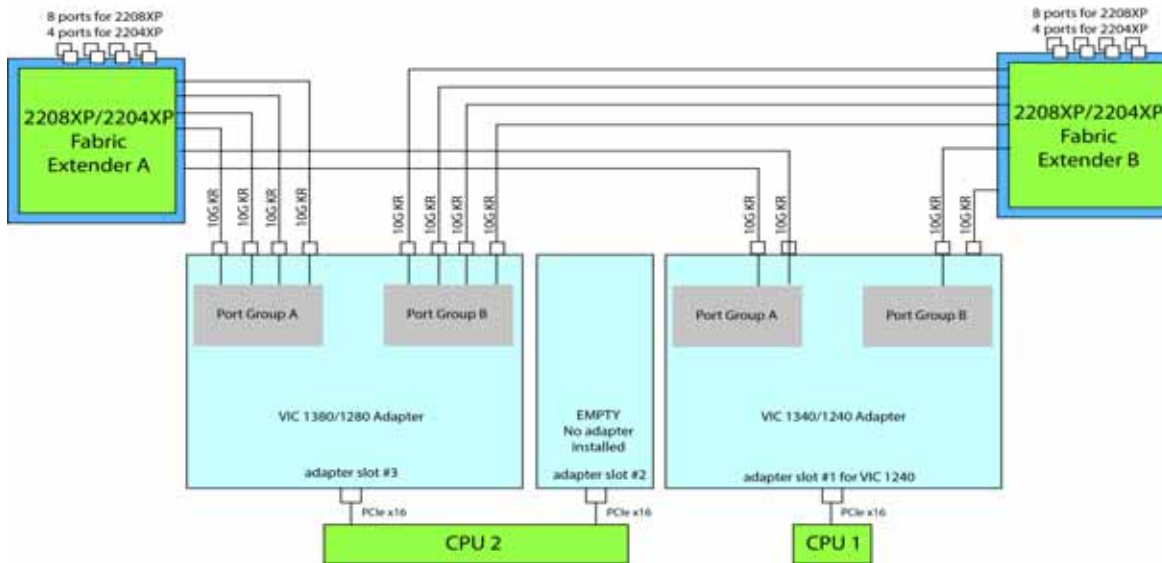 8 ports for 2208XP
4 ports for 2204XP
8 ports for 2208XP
4 ports for 2204XP
2208XP/2204XP
Fabric
Extender A
2208XP/2204XP
Fabric
Extender B
10G KR
10G KR
10G KR
10G KR
10G KR
10G KR
10G KR
10G KR
10G KR
10G KR
10G KR
10G KR
Port Group A
Port Group B
Port Group A
Port Group B
VIC 1380/1280 Adapter
EMPTY
No adapter
installed
VIC 1340/1240 Adapter
adapter slot #3
adapter slot #2
adapter slot #1 for VIC 1240
PCIe x16
PCIe x16
PCIe x16
CPU 2
CPU 1